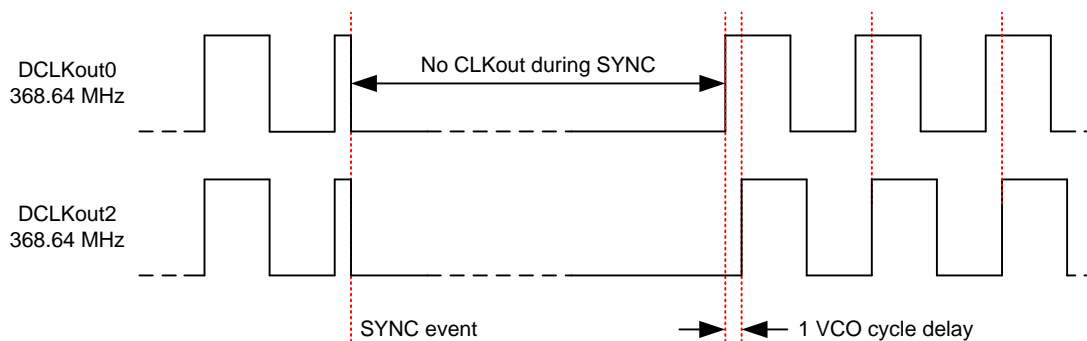 DCLKout0
368.64 MHz
No CLKout during SYNC
DCLKout2
368.64 MHz
SYNC event
1 VCO cycle delay